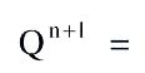 Qⁿ⁺¹ =